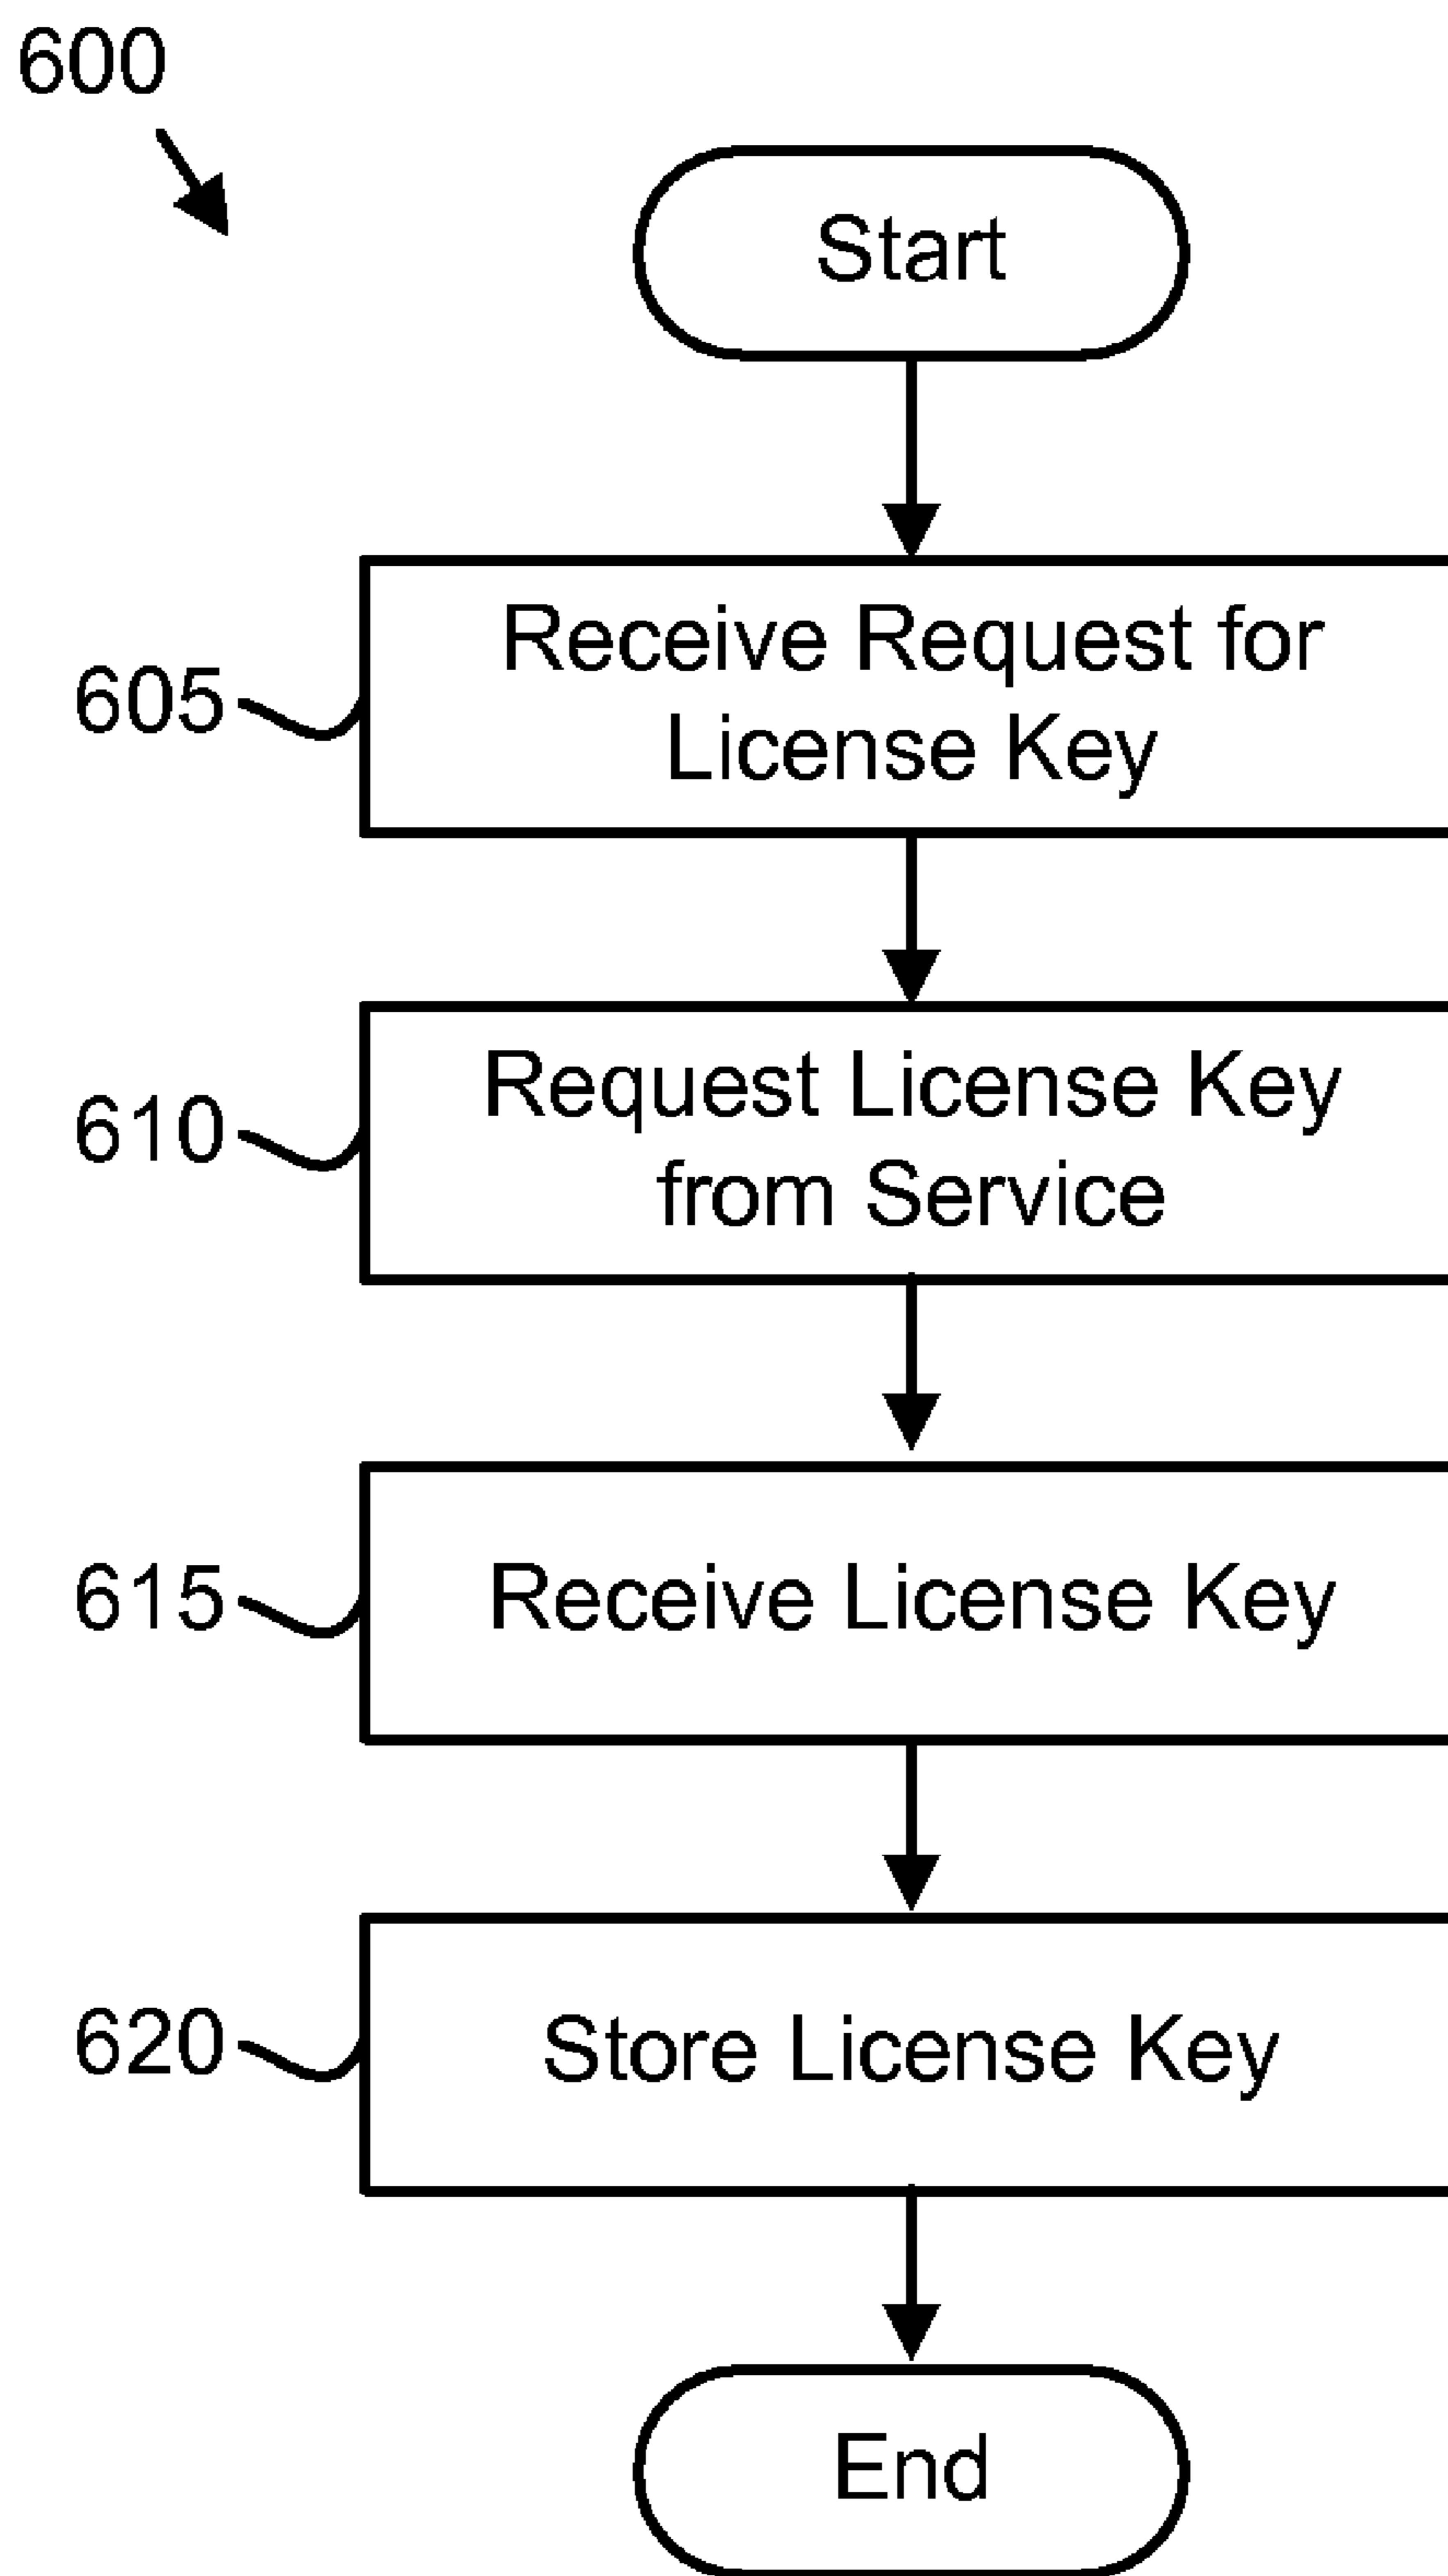 600
Start
605
Receive Request for
License Key
610
Request License Key
from Service
615
Receive License Key
620
Store License Key
End